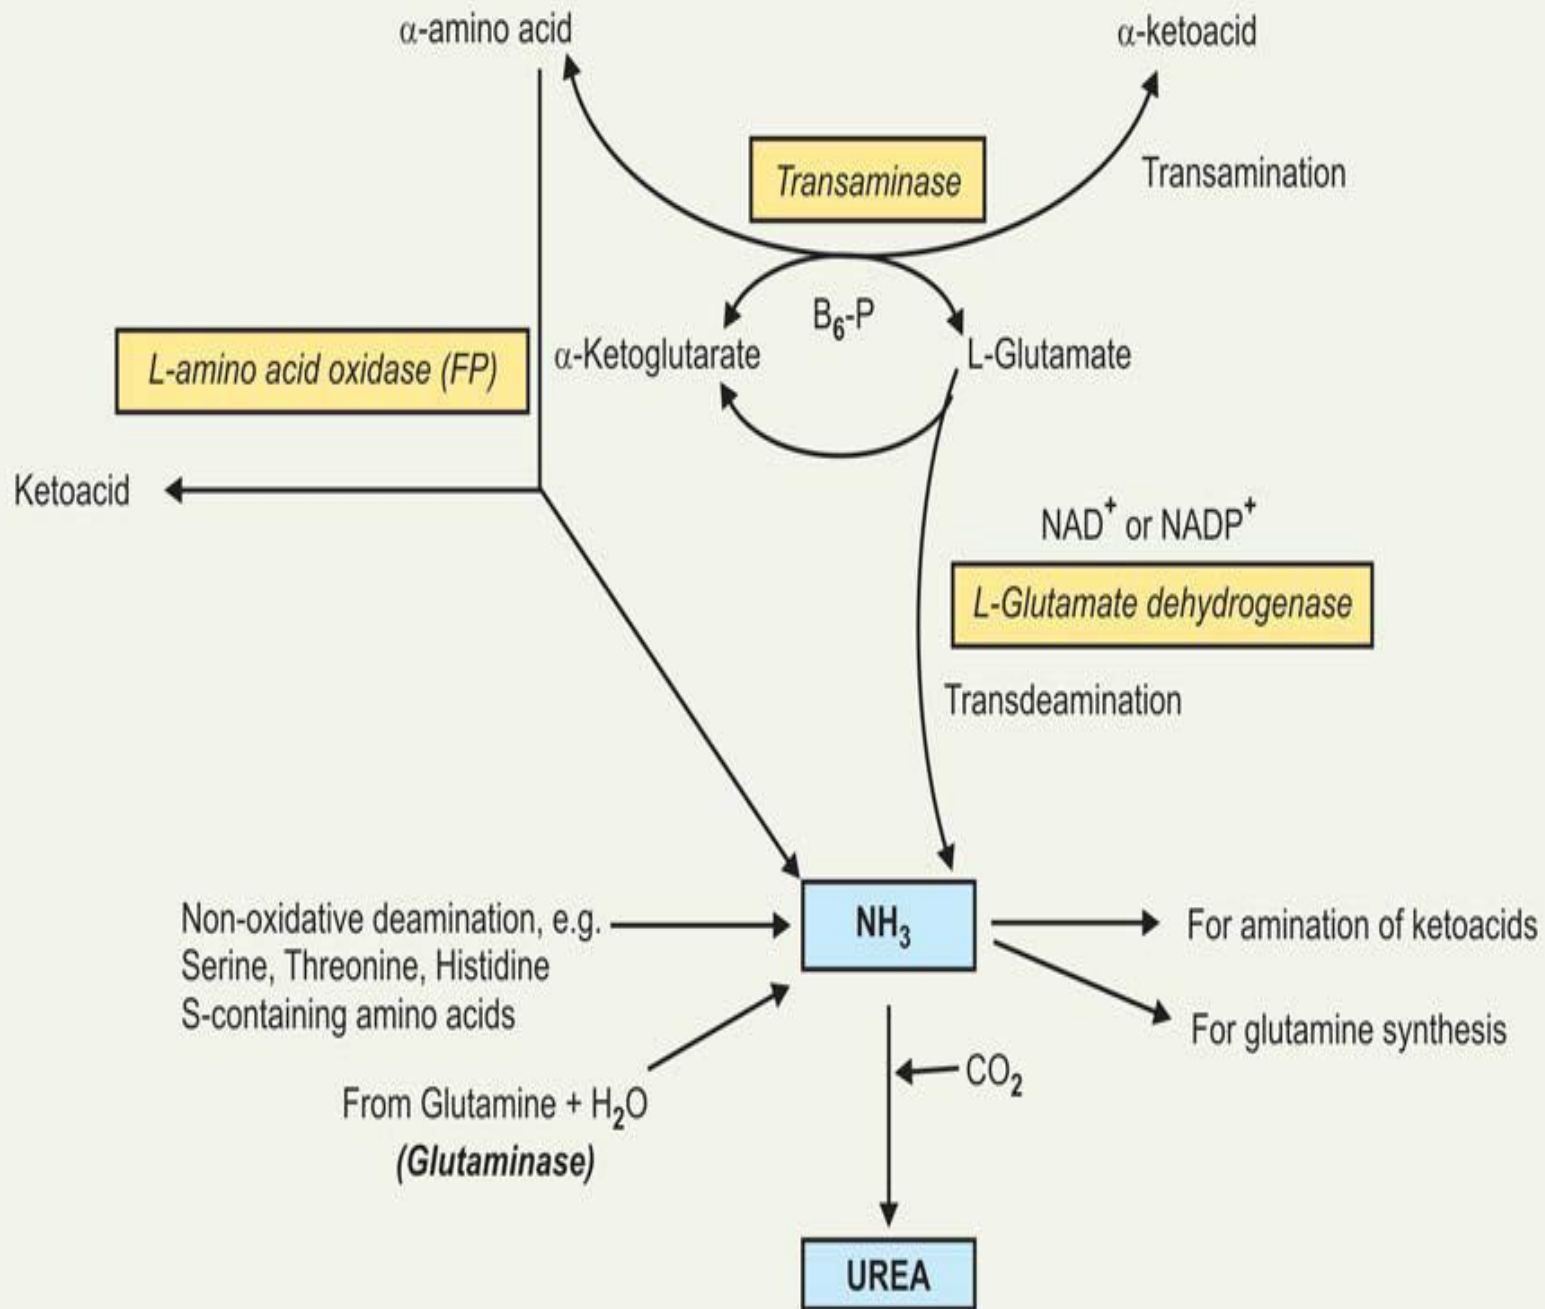 α-amino acid
α-ketoacid
Transaminase
Transamination
B₆-P
L-amino acid oxidase (FP)
α-Ketoglutarate
L-Glutamate
Ketoacid
NAD⁺ or NADP⁺
L-Glutamate dehydrogenase
Transdeamination
Non-oxidative deamination, e.g.
Serine, Threonine, Histidine
S-containing amino acids
NH₃
For amination of ketoacids
For glutamine synthesis
From Glutamine + H₂O
(Glutaminase)
CO₂
UREA